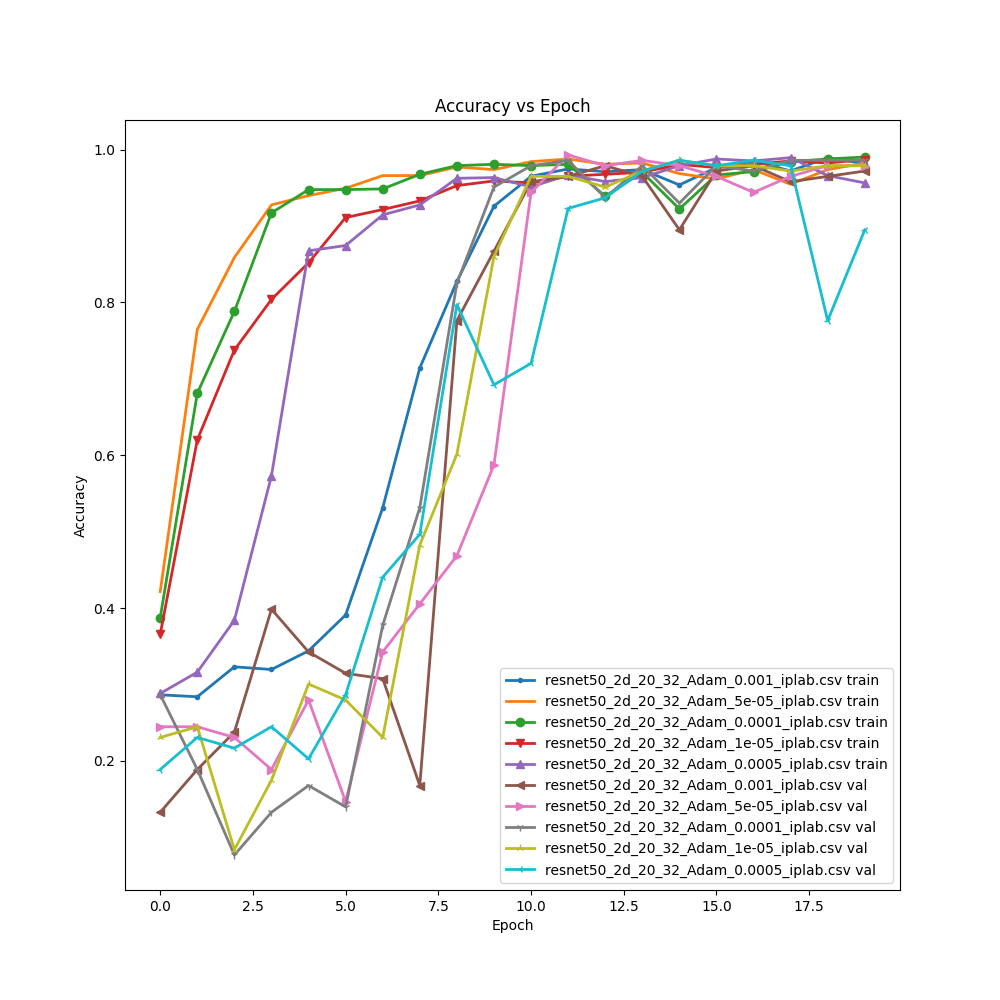 Accuracy vs Epoch
1.0
0.8
0.6
0.4
0.2
Accuracy
0.0
2.5
5.0
7.5
10.0
12.5
15.0
17.5
Epoch
resnet50_2d_20_32_Adam_0.001_iplab.csv train
resnet50_2d_20_32_Adam_5e-05_iplab.csv train
resnet50_2d_20_32_Adam_0.0001_iplab.csv train
resnet50_2d_20_32_Adam_1e-05_iplab.csv train
resnet50_2d_20_32_Adam_0.0005_iplab.csv train
resnet50_2d_20_32_Adam_0.001_iplab.csv val
resnet50_2d_20_32_Adam_5e-05_iplab.csv val
resnet50_2d_20_32_Adam_0.0001_iplab.csv val
resnet50_2d_20_32_Adam_1e-05_iplab.csv val
resnet50_2d_20_32_Adam_0.0005_iplab.csv val